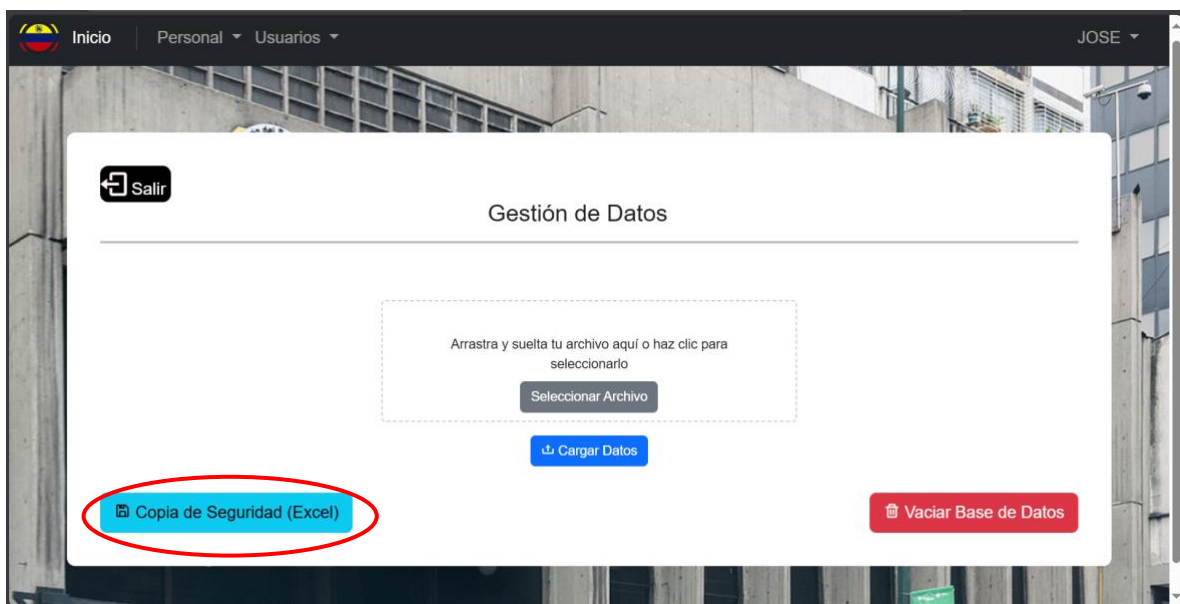 Inicio Personal Usuarios JOSE
Salir
Gestión de Datos
Arrastra y suelta tu archivo aquí o haz clic para
seleccionarlo
Seleccionar Archivo
Cargar Datos
Copia de Seguridad (Excel) Vaciar Base de Datos